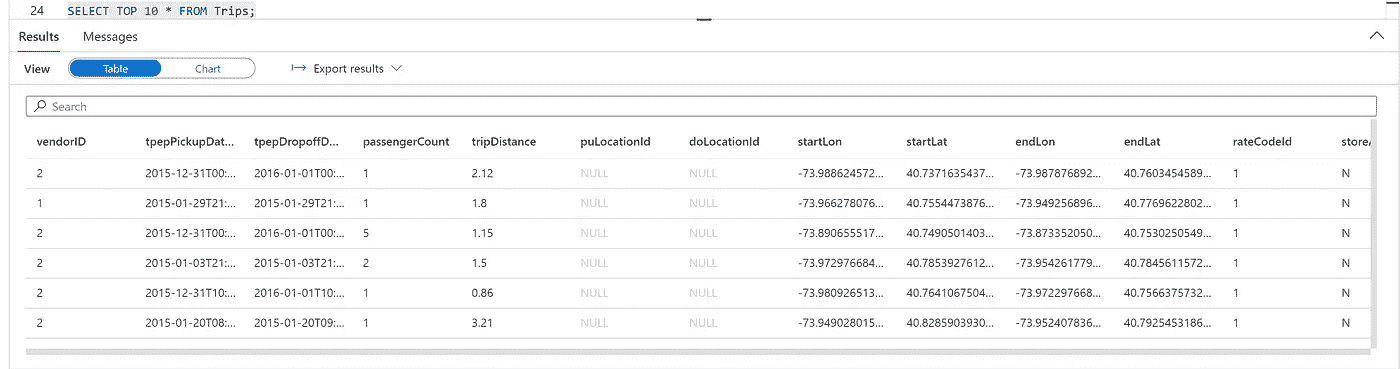 24 SELECT TOP 10 * FROM Trips;
Results Messages
View Table Chart Export results
Search
vendorID tpepPickupDat... tpepDropoffD... passengerCount tripDistance puLocationId doLocationId startLon startLat endLon endLat rateCodeId store
2 2015-12-31T00:... 2016-01-01T00:... 1 2.12 NULL NULL -73.988624572... 40.7371635437... -73.987876892... 40.7603454589... 1 N
1 2015-01-29T21:... 2015-01-29T21:... 1 1.8 NULL NULL -73.966278076... 40.7554473876... -73.949256896... 40.7769622802... 1 N
2 2015-12-31T00:... 2016-01-01T00:... 5 1.15 NULL NULL -73.890655517... 40.7490501403... -73.873352050... 40.7530250549... 1 N
2 2015-01-03T21:... 2015-01-03T21:... 2 1.5 NULL NULL -73.972976684... 40.7853927612... -73.954261779... 40.7845611572... 1 N
2 2015-12-31T10:... 2016-01-01T10:... 1 0.86 NULL NULL -73.980926513... 40.7641067504... -73.972297668... 40.7566375732... 1 N
2 2015-01-20T08:... 2015-01-20T09:... 1 3.21 NULL NULL -73.949028015... 40.8285903930... -73.952407836... 40.7925453186... 1 N